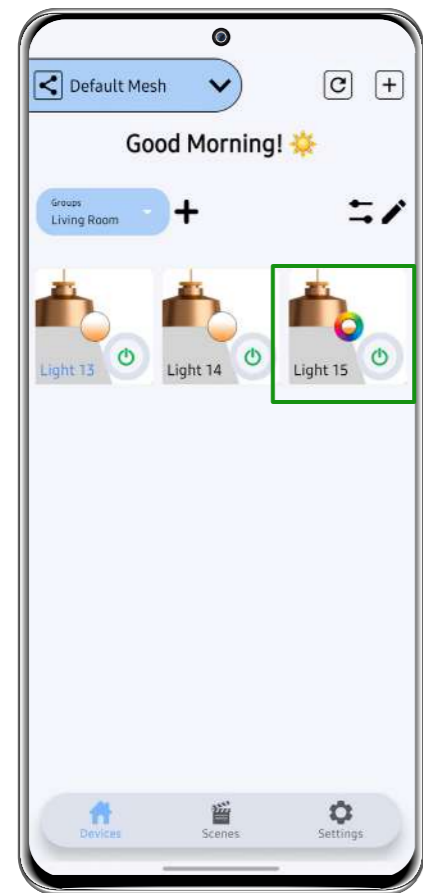 Default Mesh
Good Morning! ☀️
Groups
Living Room
Light 13
Light 14
Light 15
Devices
Scenes
Settings